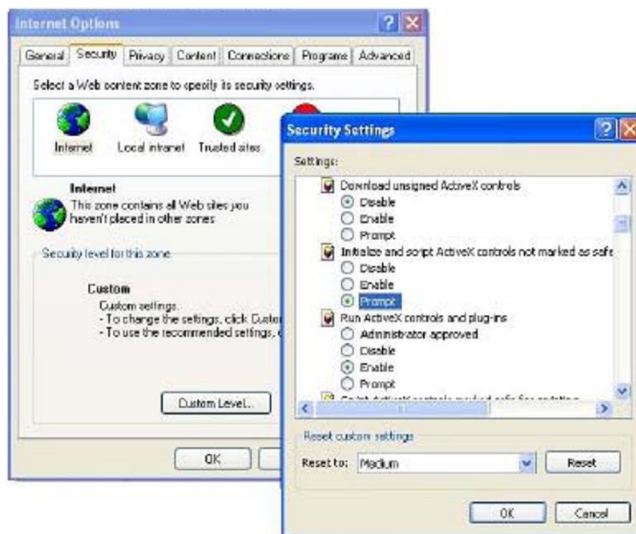 Internet Options
General Security Privacy Content Connections Programs Advanced
Select a Web content zone to specify its security settings.
Internet Local intranet Trusted sites
Internet
This zone contains all Web sites you
haven't placed in other zones
Security level for this zone
Custom
Custom settings.
- To change the settings, click Custom
- To use the recommended settings,
Custom Level...
OK
Security Settings
Settings:
Download unsigned ActiveX controls
Disable
Enable
Prompt
Initialize and script ActiveX controls not marked as safe
Disable
Enable
Prompt
Run ActiveX controls and plug-ins
Administrator approved
Disable
Enable
Prompt
Reset custom settings
Reset to: Medium Reset
OK Cancel